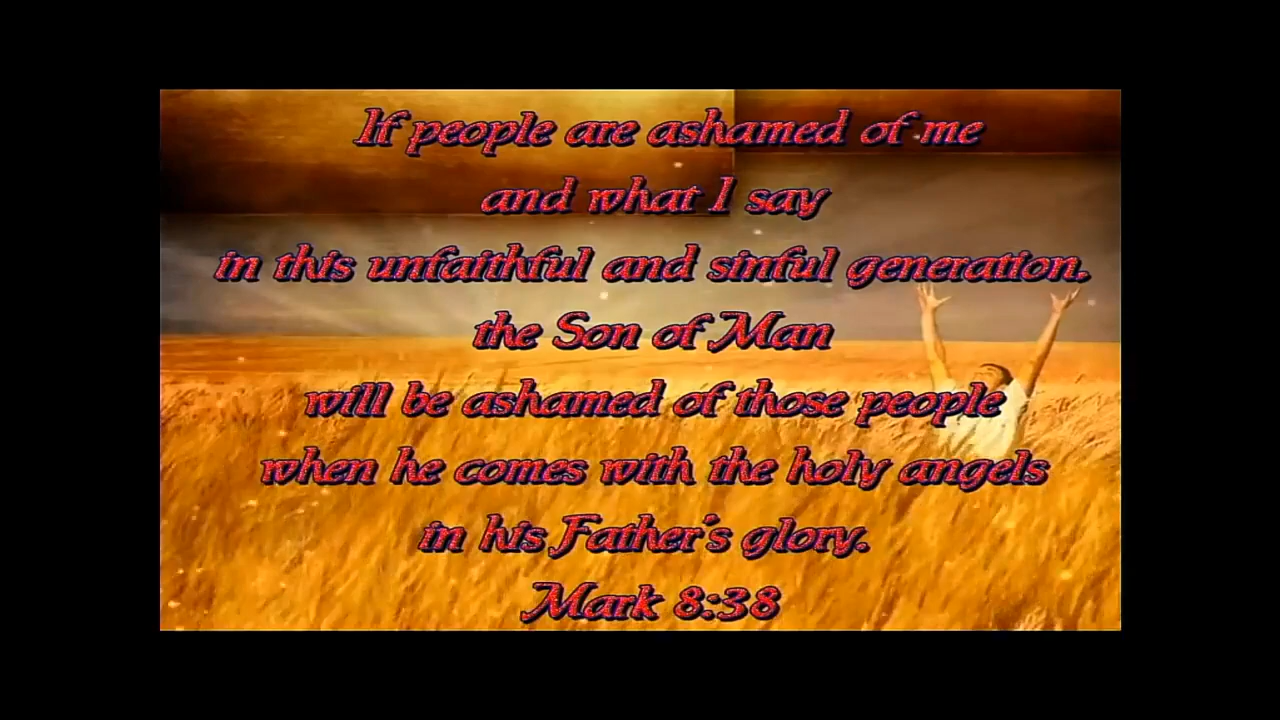 If people are ashamed of me
and what I say
in this unfaithful and sinful generation,
the Son of Man
will be ashamed of those people
when he comes with the holy angels
in his Father's glory.
Mark 8:38